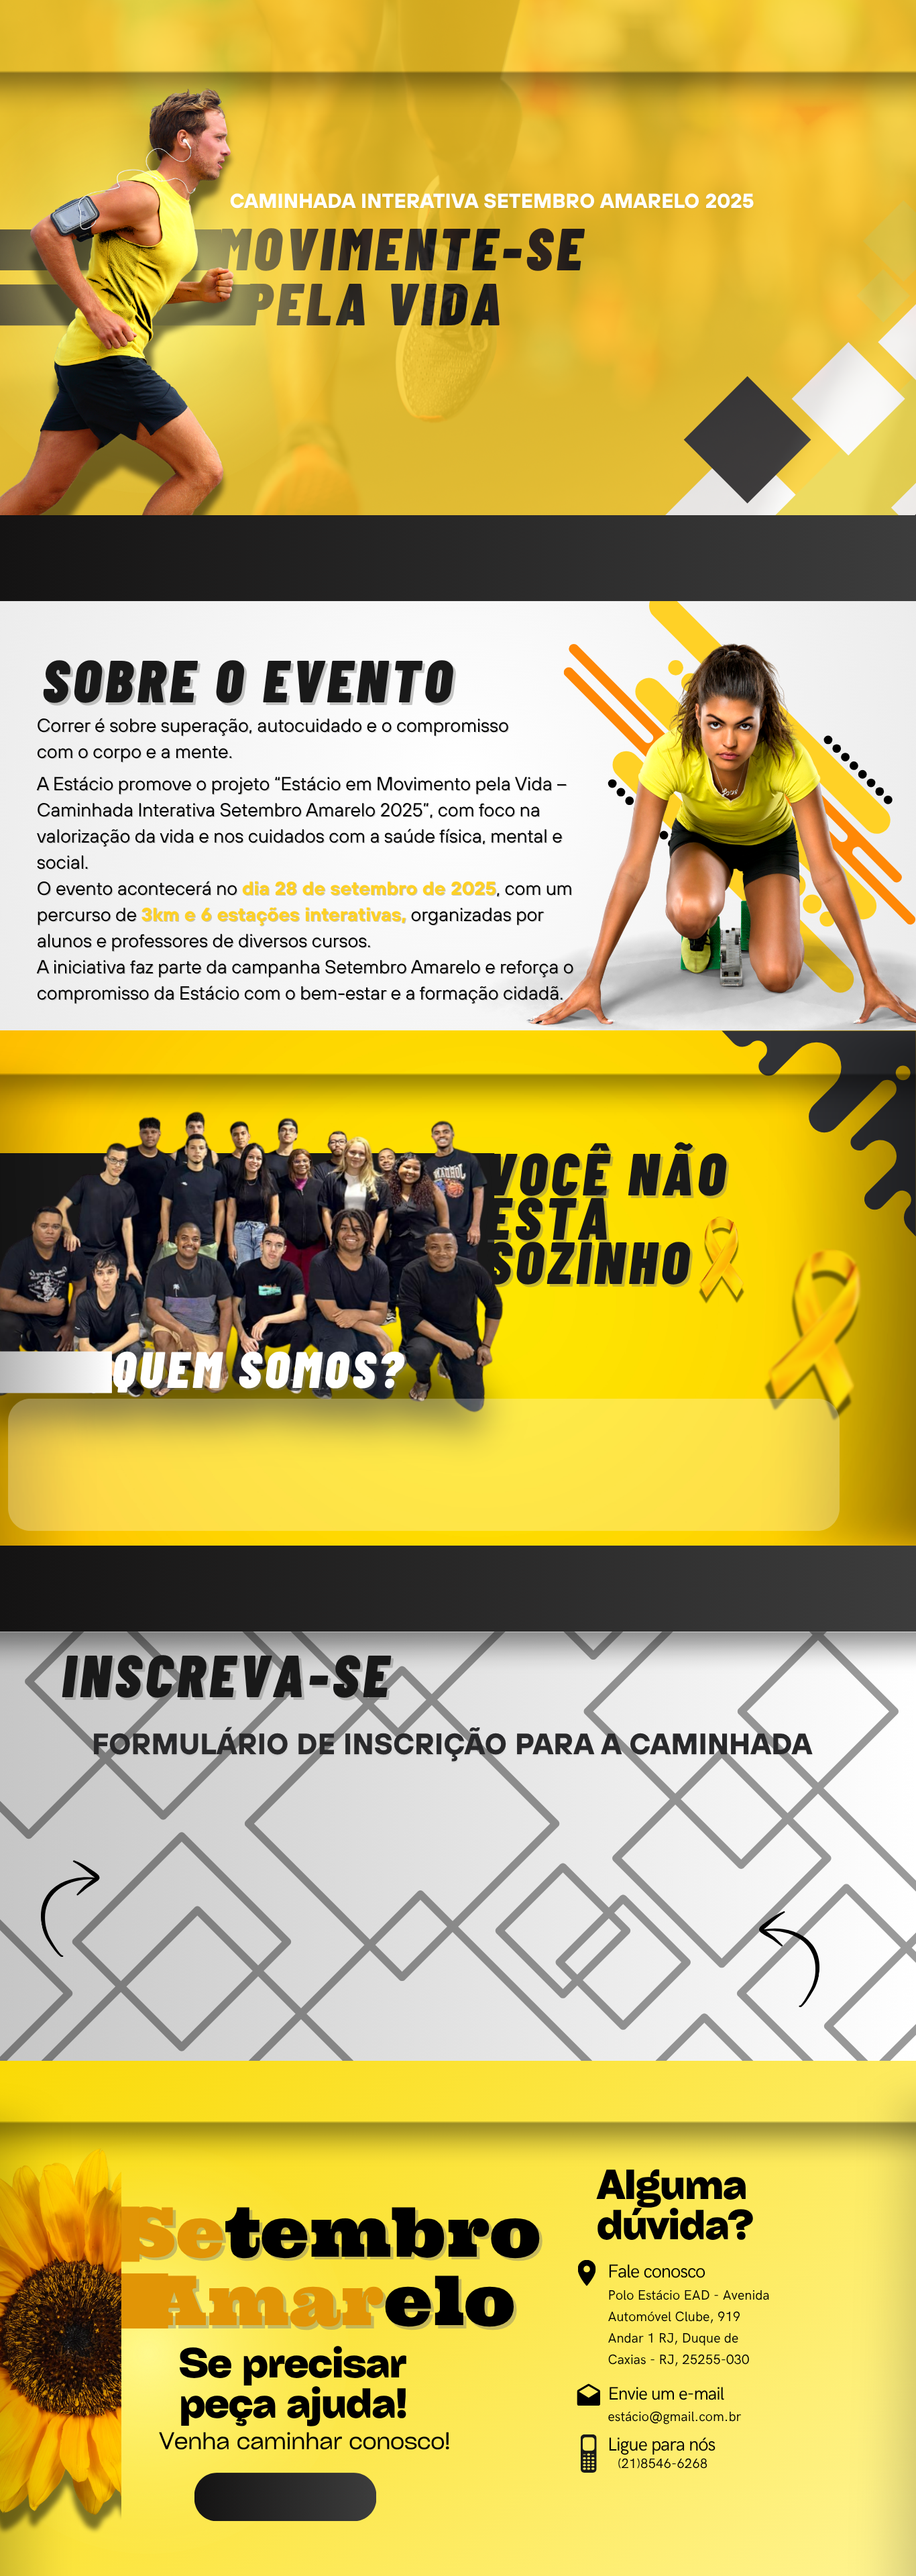 CAMINHADA INTERATIVA SETEMBRO AMARELO 2025
MOVIMENTE-SE
PELA VIDA
SOBRE O EVENTO
Correr é sobre superação, autocuidado e o compromisso
com o corpo e a mente.
A Estácio promove o projeto “Estácio em Movimento pela Vida –
Caminhada Interativa Setembro Amarelo 2025”, com foco na
valorização da vida e nos cuidados com a saúde física, mental e
social.
O evento acontecerá no dia 28 de setembro de 2025, com um
percurso de 3km e 6 estações interativas, organizadas por
alunos e professores de diversos cursos.
A iniciativa faz parte da campanha Setembro Amarelo e reforça o
compromisso da Estácio com o bem-estar e a formação cidadã.
VOCÊ NÃO
ESTÁ
SOZINHO
QUEM SOMOS?
INSCREVA-SE
FORMULÁRIO DE INSCRIÇÃO PARA A CAMINHADA
Setembro
Amarelo
Se precisar
peça ajuda!
Venha caminhar conosco!
Alguma
dúvida?
Fale conosco
Polo Estácio EAD - Avenida
Automóvel Clube, 919
Andar 1 RJ, Duque de
Caxias - RJ, 25255-030
Envie um e-mail
estácio@gmail.com.br
Ligue para nós
(21)8546-6268